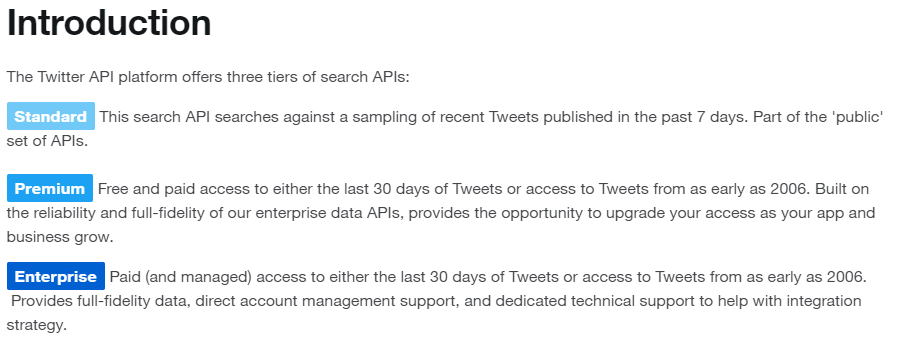 Introduction
The Twitter API platform offers three tiers of search APIs:
Standard This search API searches against a sampling of recent Tweets published in the past 7 days. Part of the 'public'
set of APIs.
Premium Free and paid access to either the last 30 days of Tweets or access to Tweets from as early as 2006. Built on
the reliability and full-fidelity of our enterprise data APIs, provides the opportunity to upgrade your access as your app and
business grow.
Enterprise Paid (and managed) access to either the last 30 days of Tweets or access to Tweets from as early as 2006.
Provides full-fidelity data, direct account management support, and dedicated technical support to help with integration
strategy.